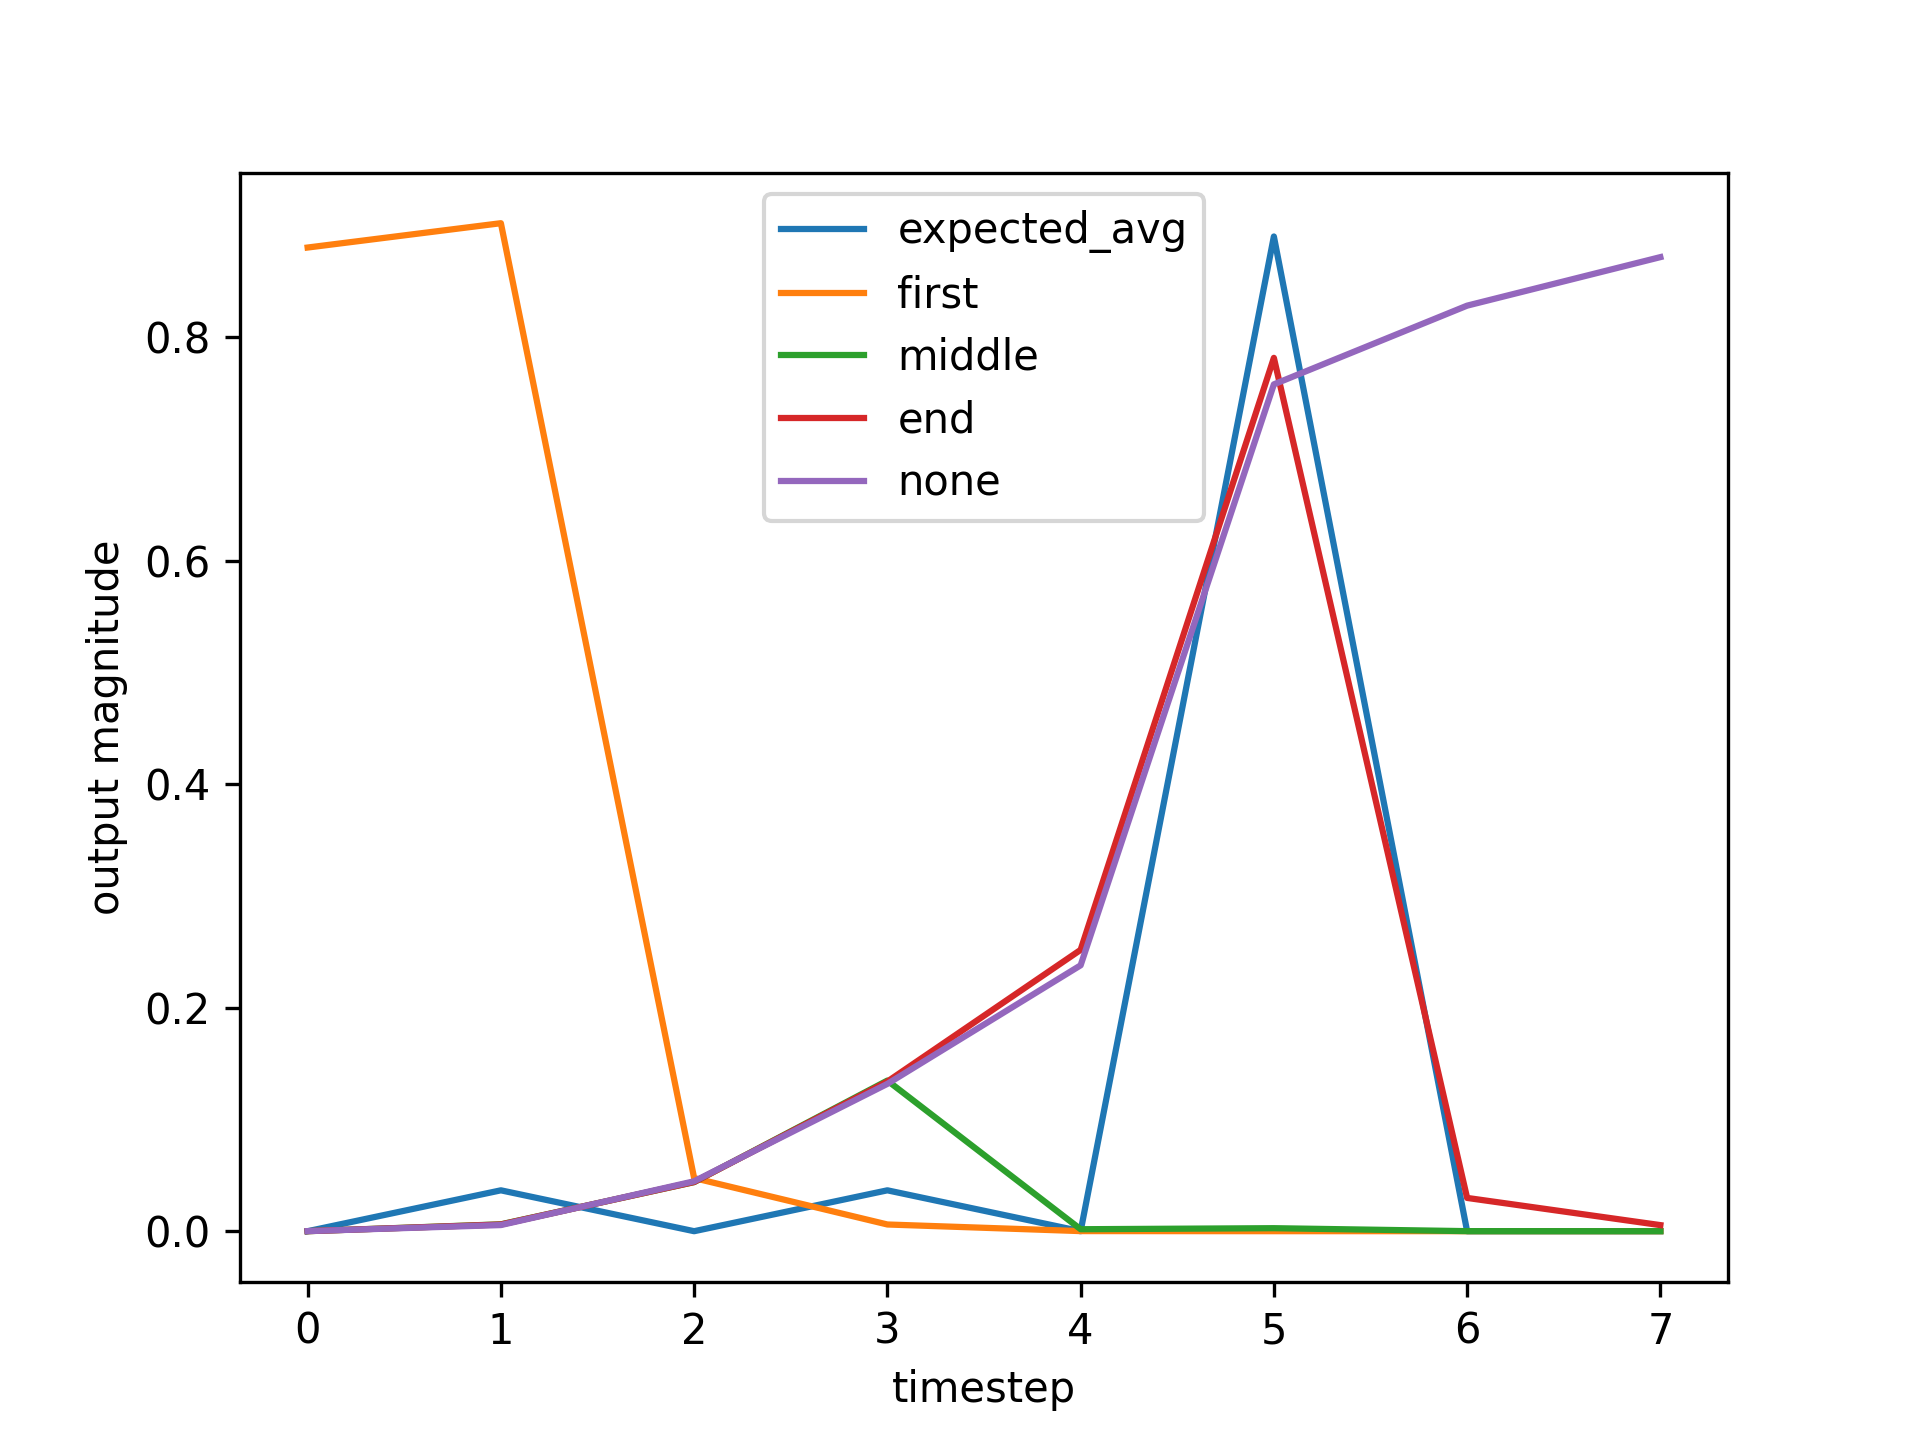 expected_avg
first
middle
end
none
output magnitude
0.8
0.6
0.4
0.2
0.0
0 1 2 3 4 5 6 7
timestep